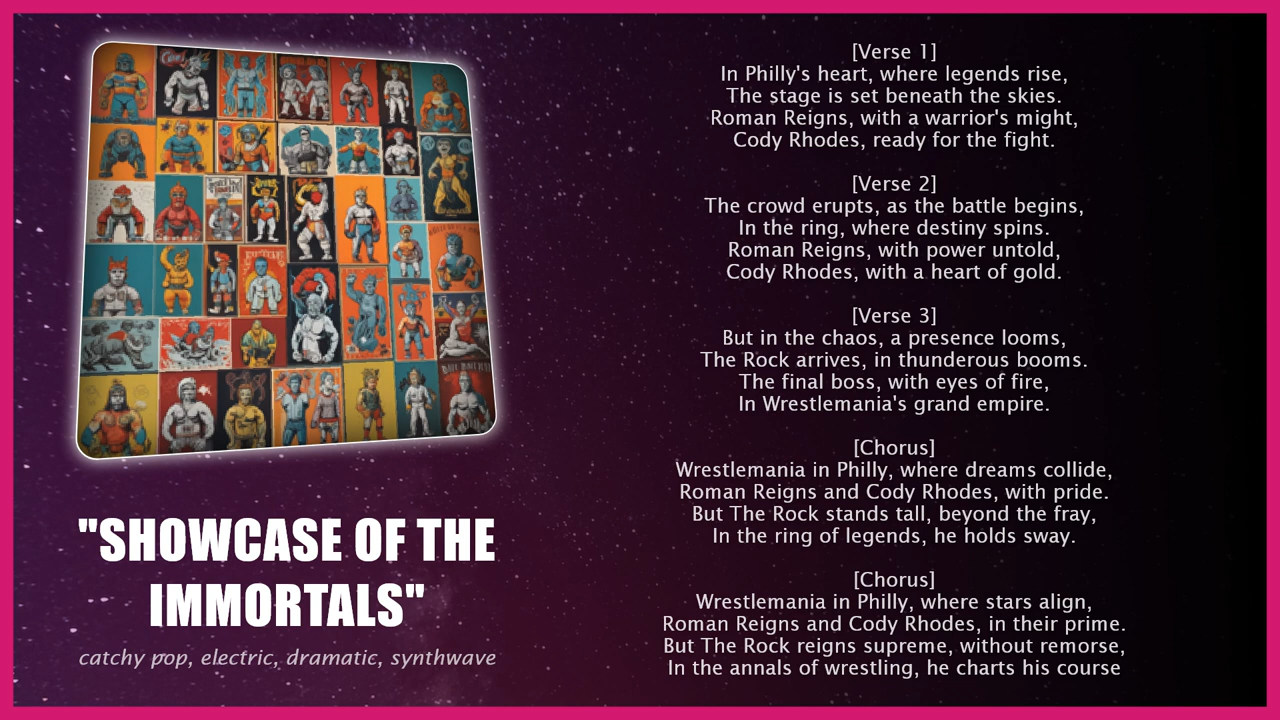 "SHOWCASE OF THE
IMMORTALS"
catchy pop, electric, dramatic, synthwave
[Verse 1]
In Philly's heart, where legends rise,
The stage is set beneath the skies.
Roman Reigns, with a warrior's might,
Cody Rhodes, ready for the fight.
[Verse 2]
The crowd erupts, as the battle begins,
In the ring, where destiny spins.
Roman Reigns, with power untold,
Cody Rhodes, with a heart of gold.
[Verse 3]
But in the chaos, a presence looms,
The Rock arrives, in thunderous booms.
The final boss, with eyes of fire,
In Wrestlemania's grand empire.
[Chorus]
Wrestlemania in Philly, where dreams collide,
Roman Reigns and Cody Rhodes, with pride.
But The Rock stands tall, beyond the fray,
In the ring of legends, he holds sway.
[Chorus]
Wrestlemania in Philly, where stars align,
Roman Reigns and Cody Rhodes, in their prime.
But The Rock reigns supreme, without remorse,
In the annals of wrestling, he charts his course